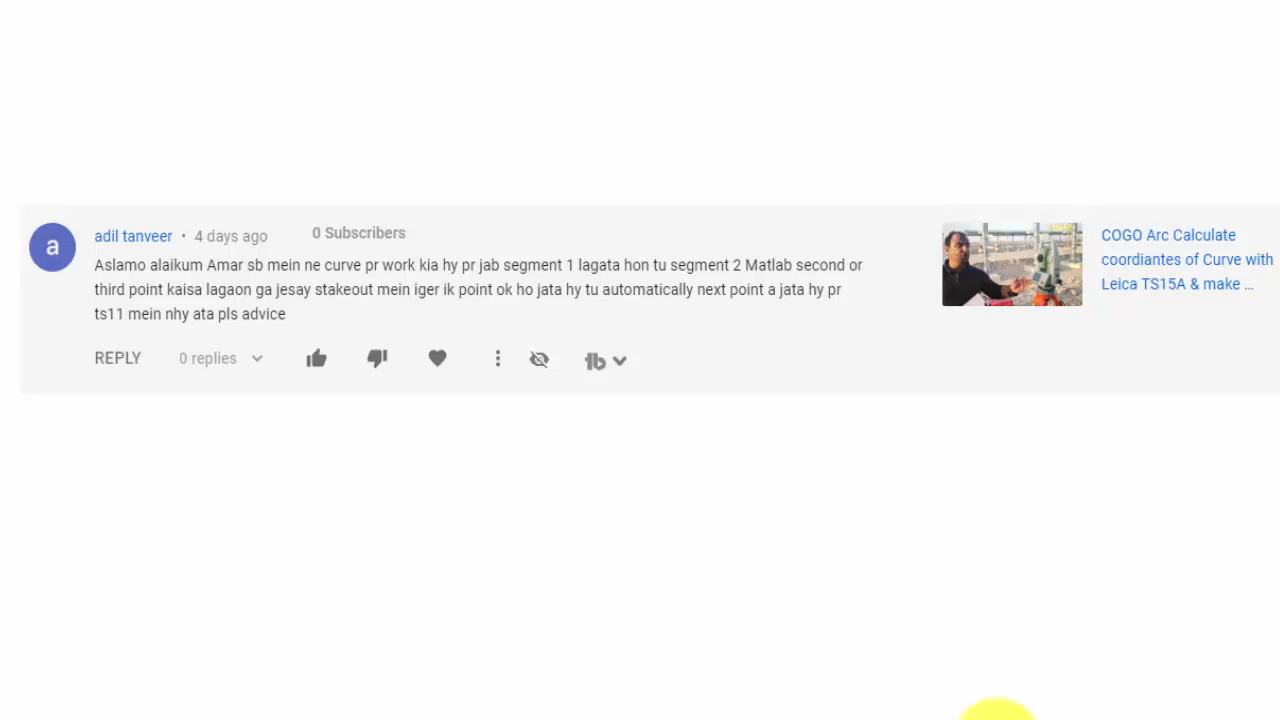 a
adil tanveer • 4 days ago
0 Subscribers
Aslamo alaikum Amar sb mein ne curve pr work kia hy pr jab segment 1 lagata hon tu segment 2 Matlab second or
third point kaisa lagaon ga jesay stakeout mein iger ik point ok ho jata hy tu automatically next point a jata hy pr
ts11 mein nhy ata pls advice
REPLY 0 replies
COGO Arc Calculate
coordiantes of Curve with
Leica TS15A & make ...